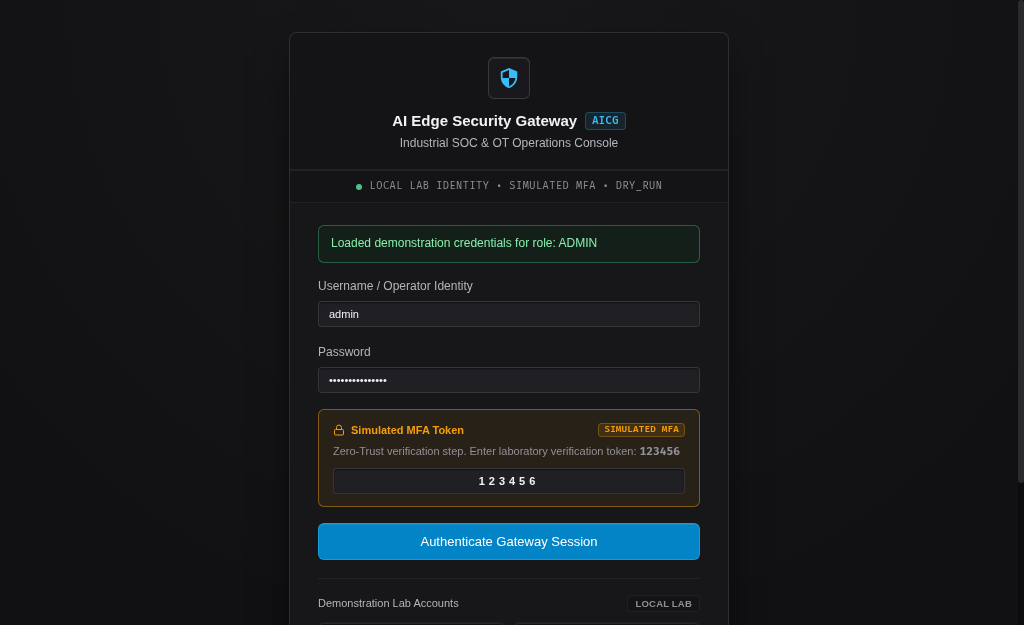 AI Edge Security Gateway AICG
Industrial SOC & OT Operations Console
LOCAL LAB IDENTITY • SIMULATED MFA • DRY_RUN
Loaded demonstration credentials for role: ADMIN
Username / Operator Identity
admin
Password
•••••••••••••••
Simulated MFA Token SIMULATED MFA
Zero-Trust verification step. Enter laboratory verification token: 123456
123456
Authenticate Gateway Session
Demonstration Lab Accounts LOCAL LAB